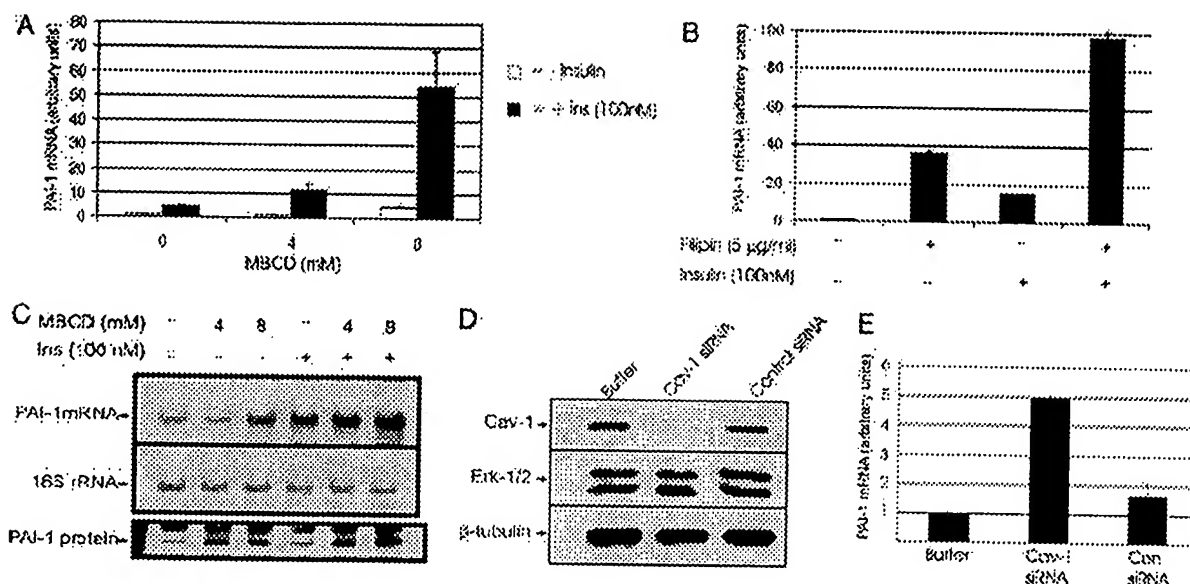 A
PAI-1 mRNA (arbitrary units)
80
70
60
50
40
30
20
10
0
0 4 8
MBCD (mM)
= - Insulin
= + Ins (100nM)
B
PAI-1 mRNA (arbitrary units)
100
80
60
40
20
0
Filipin (5 µg/ml) - + - +
Insulin (100nM) - - + +
C
MBCD (mM) - 4 8 - 4 8
Ins (100 nM) - - - + + +
PAI-1mRNA
rRNA
PAI-1 protein
D
Buffer Cav-1 siRNA Control siRNA
Cav-1
Erk-1/2
β-tubulin
E
PAI-1 mRNA (arbitrary units)
6
5
4
3
2
1
0
Buffer Cav-1 siRNA Con siRNA